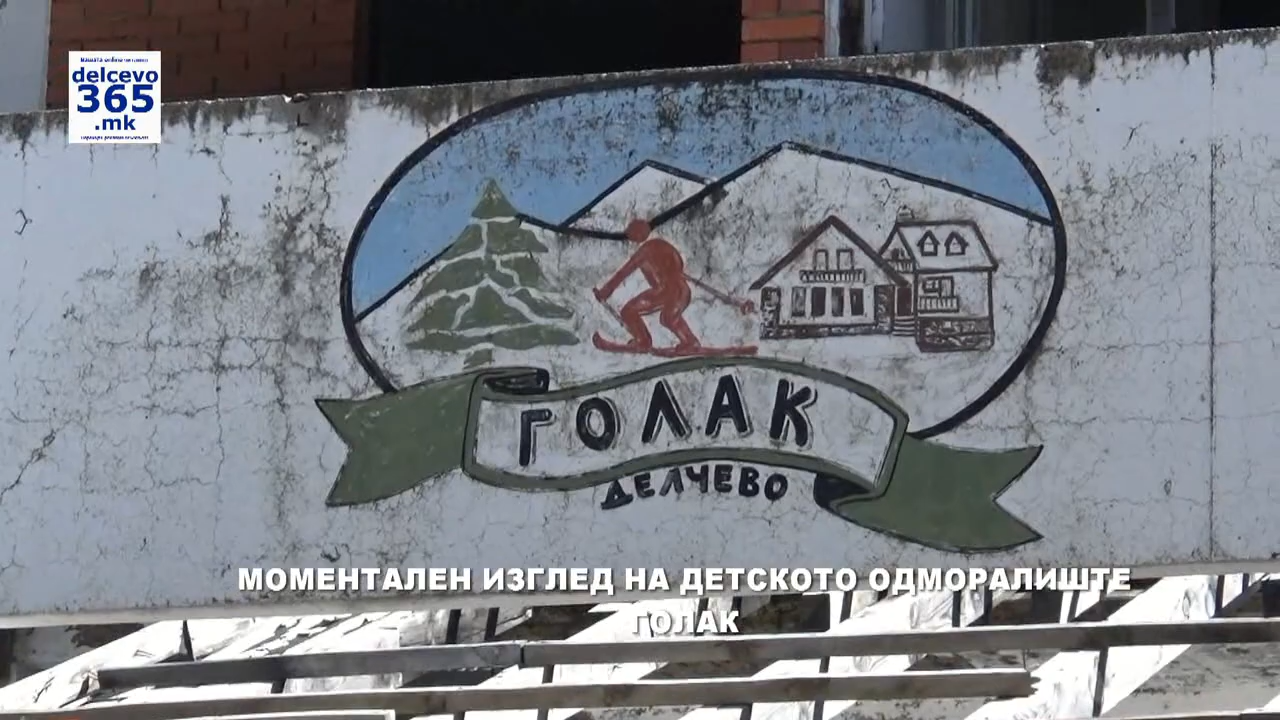 delcevo
365
.mk
ГОЛАК
ДЕЛЧЕВО
МОМЕНТАЛЕН ИЗГЛЕД НА ДЕТСКОТО ОДМОРАЛИШТЕ
ГОЛАК